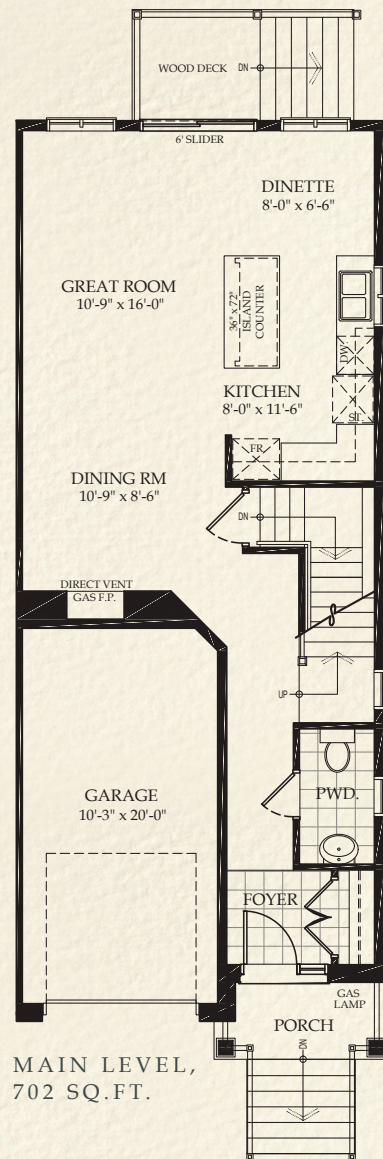 WOOD DECK
DN
6' SLIDER
DINETTE
8'-0" x 6'-6"
GREAT ROOM
10'-9" x 16'-0"
36" x 72"
ISLAND
COUNTER
DW.
KITCHEN
8'-0" x 11'-6"
ST.
FR.
DINING RM
10'-9" x 8'-6"
DN
DIRECT VENT
GAS F.P.
UP
GARAGE
10'-3" x 20'-0"
PWD.
FOYER
GAS
LAMP
PORCH
DN
MAIN LEVEL,
702 SQ.FT.